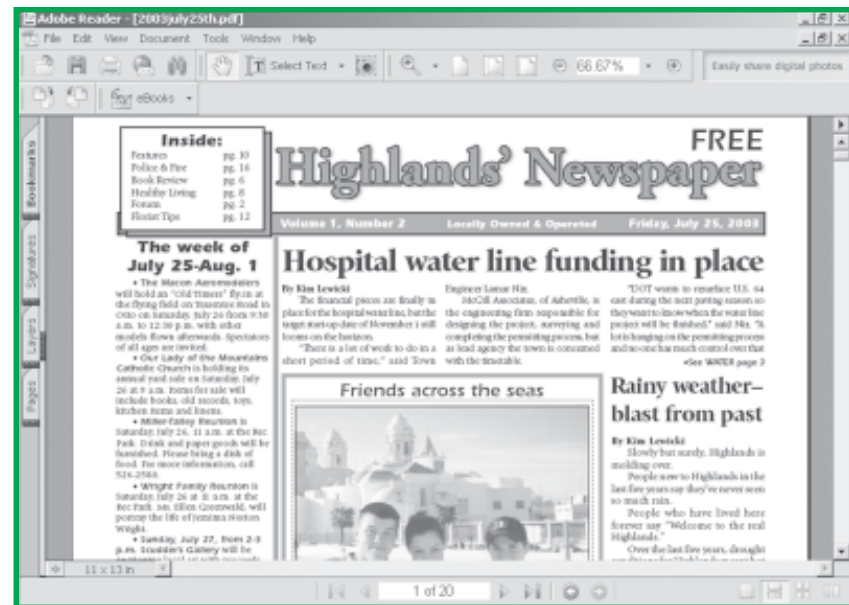 Adobe Reader - [2003july25th.pdf]
File Edit View Document Tools Window Help
Select Text 66.67% Easily share digital photos
eBooks
Bookmarks
Signatures
Layers
Pages
Inside:
Features pg. 10
Police & Fire pg. 16
Book Review pg. 6
Healthy Living pg. 8
Forum pg. 2
Florist Tips pg. 12
FREE
Highlands' Newspaper
Volume 1, Number 2 Locally Owned & Operated Friday, July 25, 2003
The week of
July 25-Aug. 1
• The Macon Aeromodelers
will hold an "Old Timers" fly-in at
the flying field on Tessentee Road in
Otto on Saturday, July 26 from 9:30
a.m. to 12:30 p.m. with other
models flown afterwards. Spectators
of all ages are invited.
• Our Lady of the Mountains
Catholic Church is holding its
annual yard sale on Saturday, July
26 at 9 a.m. Items for sale will
include books, old records, toys,
kitchen items and linens.
• Miller-Talley Reunion is
Saturday, July 26, 11 a.m. at the Rec
Park. Drink and paper goods will be
furnished. Please bring a dish of
food. For more information, call
526-2588.
• Wright Family Reunion is
Saturday, July 26 at 11 a.m. at the
Rec Park. Ms. Ellen Greenwald, will
portray the life of Jemima Norton
Wright.
• Sunday, July 27, from 2-3
p.m. Scudder's Gallery will be
Hospital water line funding in place
By Kim Lewicki
The financial pieces are finally in
place for the hospital water line, but the
target start-up date of November 1 still
looms on the horizon.
"There is a lot of work to do in a
short period of time," said Town
Engineer Lamar Nix.
McGill Associates, of Asheville, is
the engineering firm responsible for
designing the project, surveying and
completing the permitting process, but
as lead agency the town is concerned
with the timetable.
"DOT wants to resurface U.S. 64
east during the next paving season so
they want to know when the water line
project will be finished." said Nix. "A
lot is hanging on the permitting process
and no one has much control over that
•See WATER page 3
Friends across the seas
Rainy weather–
blast from past
By Kim Lewicki
Slowly but surely, Highlands is
molding over.
People new to Highlands in the
last five years say they've never seen
so much rain.
People who have lived here
forever say "Welcome to the real
Highlands."
Over the last five years, drought
11 x 13 in
1 of 20